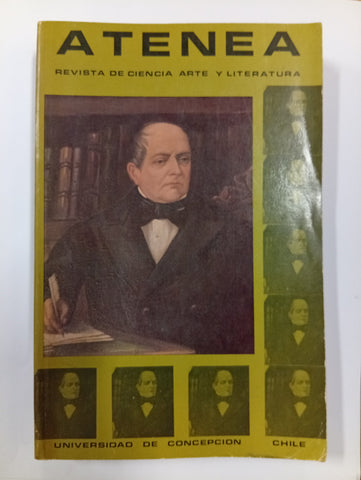 ATENEA
REVISTA DE CIENCIA ARTE Y LITERATURA
UNIVERSIDAD DE CONCEPCION CHILE